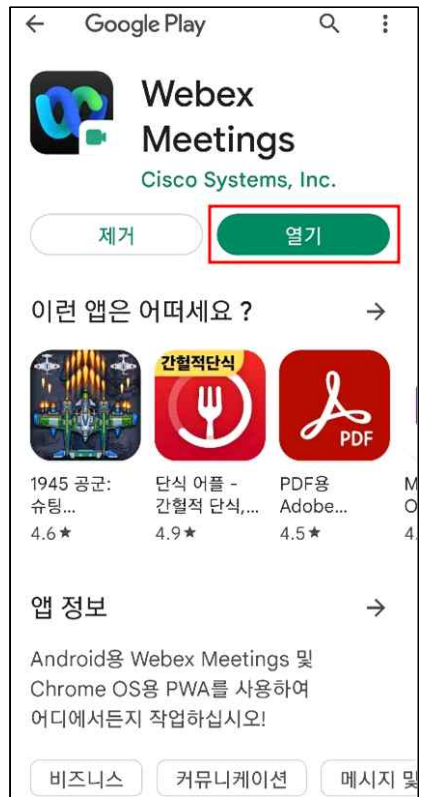 Google Play
Webex
Meetings
Cisco Systems, Inc.
제거
열기
이런 앱은 어떠세요 ?
간헐적단식
PDF
1945 공군:
슈팅...
4.6★
단식 어플 -
간헐적 단식,...
4.9★
PDF용
Adobe...
4.5★
M
O
4.
앱 정보
Android용 Webex Meetings 및
Chrome OS용 PWA를 사용하여
어디에서든지 작업하십시오!
비즈니스
커뮤니케이션
메시지 및